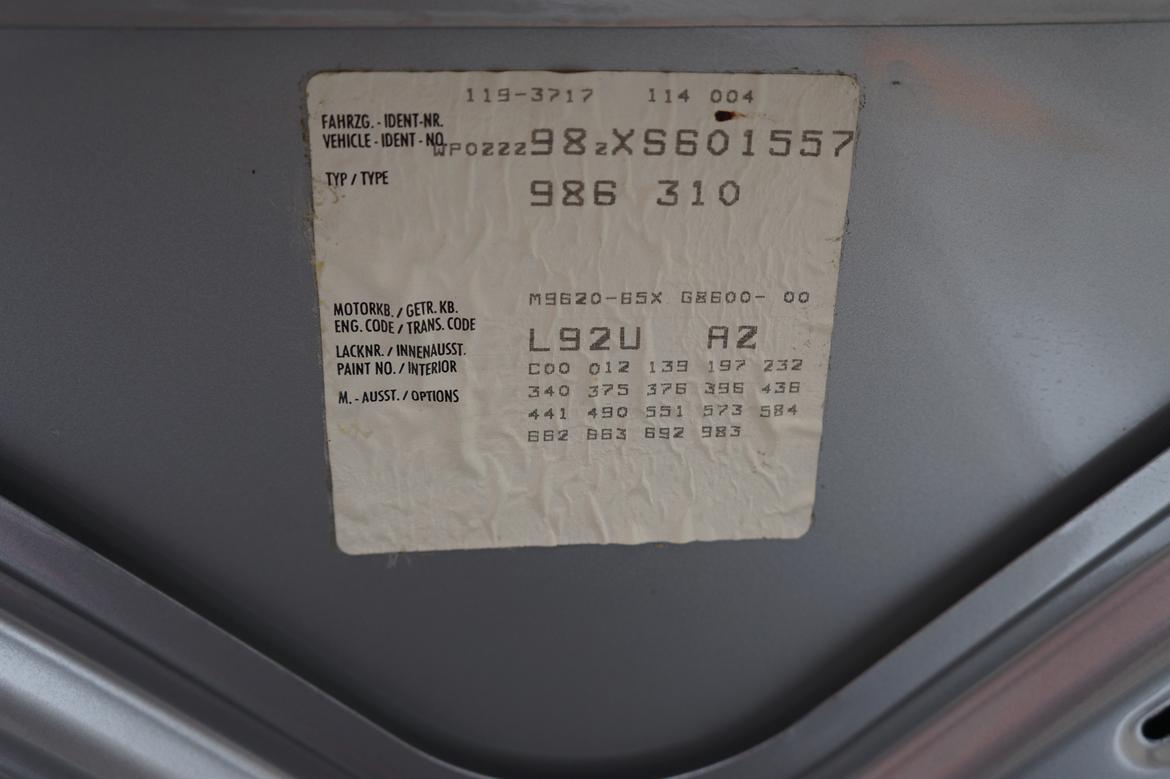 119-3717 114 004
FAHRZG. - IDENT-NR.
VEHICLE - IDENT - NO. WP0ZZZ98ZXS601557
TYP / TYPE 986 310
MOTORKB. / GETR. KB. M9620-65X G8600- 00
ENG. CODE / TRANS. CODE
LACKNR. / INNENAUSST. L92U AZ
PAINT NO. / INTERIOR C00 012 139 197 232
340 375 376 396 436
M. - AUSST. / OPTIONS 441 490 551 573 584
662 663 692 983